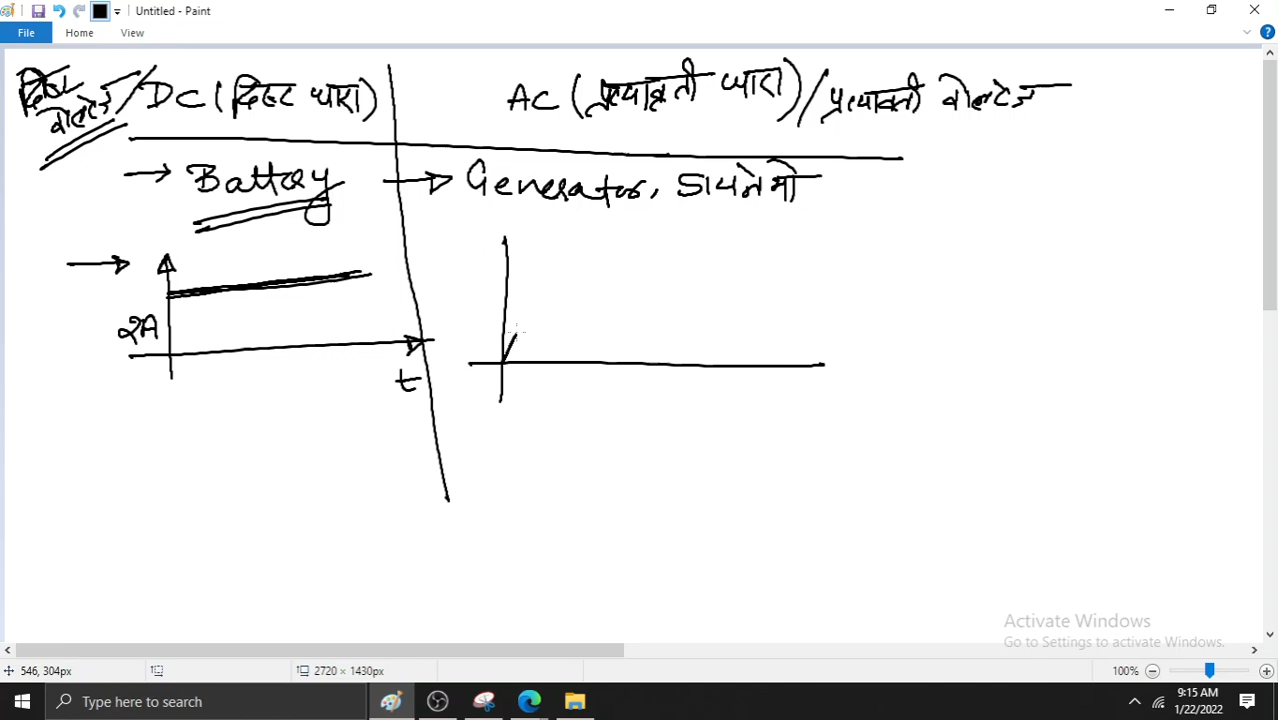 Untitled - Paint
File Home View
दिष्ट वोल्टेज / DC (दिष्ट धारा)
AC (प्रत्यावर्ती धारा) / प्रत्यावर्ती वोल्टेज
→ Battery
→ Generator, डायनेमो
→
2A
t
Activate Windows
Go to Settings to activate Windows.
546, 304px
2720 × 1430px
100%
Type here to search
9:15 AM
1/22/2022